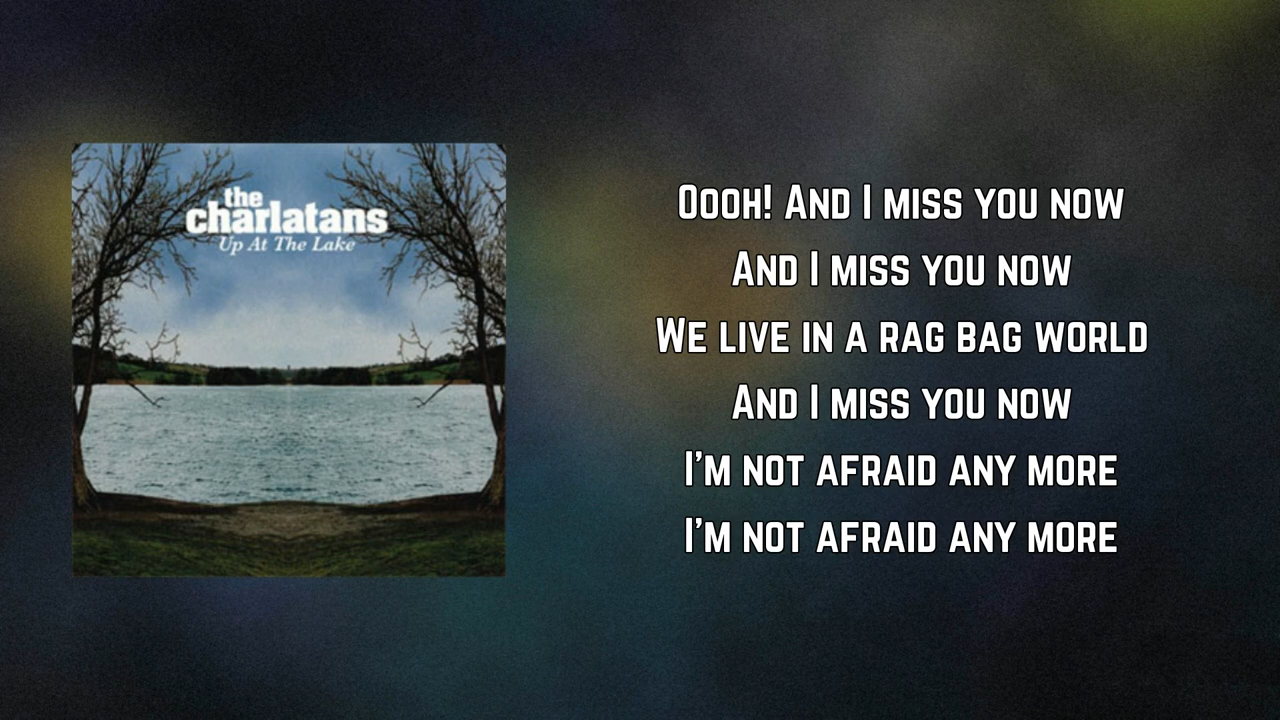 the
charlatans
Up At The Lake
Oooh! And I miss you now
And I miss you now
We live in a rag bag world
And I miss you now
I'm not afraid any more
I'm not afraid any more